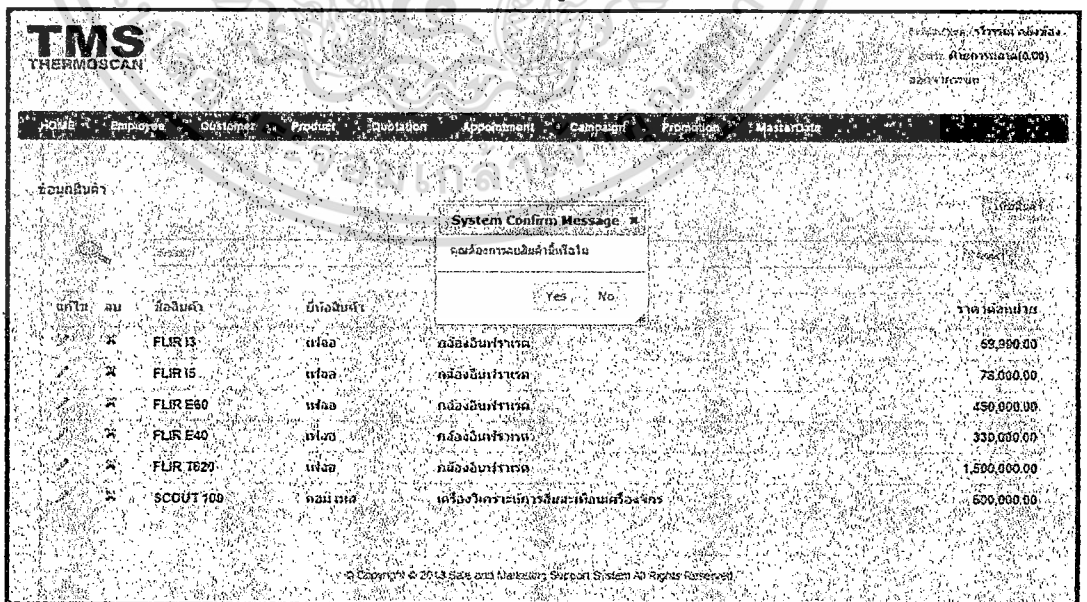 TMS
THERMOSCAN
HOME Employee Customer Product Quotation Appointment Campaign Promotion MasterData
ข้อมูลสินค้า
System Confirm Message ×
คุณต้องการลบสินค้านี้หรือไม่
Yes No
แก้ไข ลบ ชื่อสินค้า ยี่ห้อสินค้า ราคาต่อหน่วย
FLIR i3 เฟลอ กล้องอินฟราเรด 59,990.00
FLIR i5 เฟลอ กล้องอินฟราเรด 78,000.00
FLIR E60 เฟลอ กล้องอินฟราเรด 450,000.00
FLIR E40 เฟลอ กล้องอินฟราเรด 330,000.00
FLIR T620 เฟลอ กล้องอินฟราเรด 1,500,000.00
SCOUT 100 เครื่องวิเคราะห์การสั่นสะเทือนเครื่องจักร 600,000.00
© Copyright © 2013 Sale and Marketing Support System All Rights Reserved